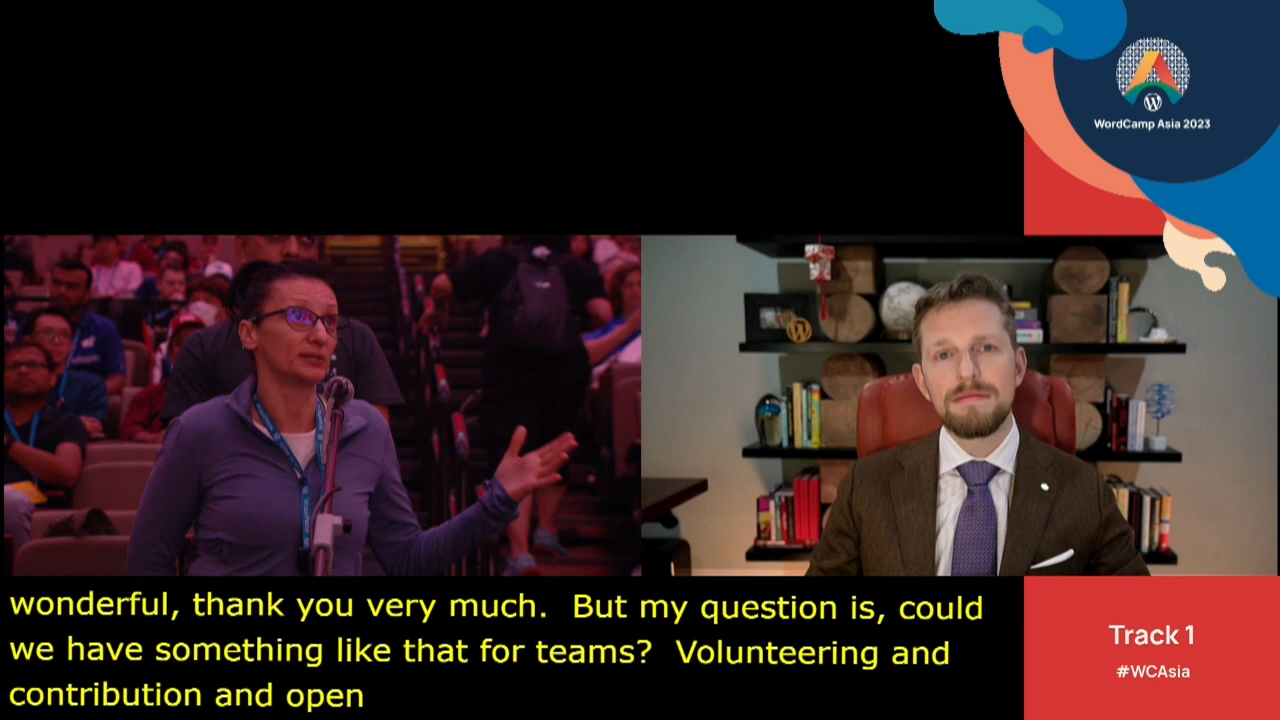 WordCamp Asia 2023
wonderful, thank you very much. But my question is, could
we have something like that for teams? Volunteering and
contribution and open
Track 1
#WCAsia